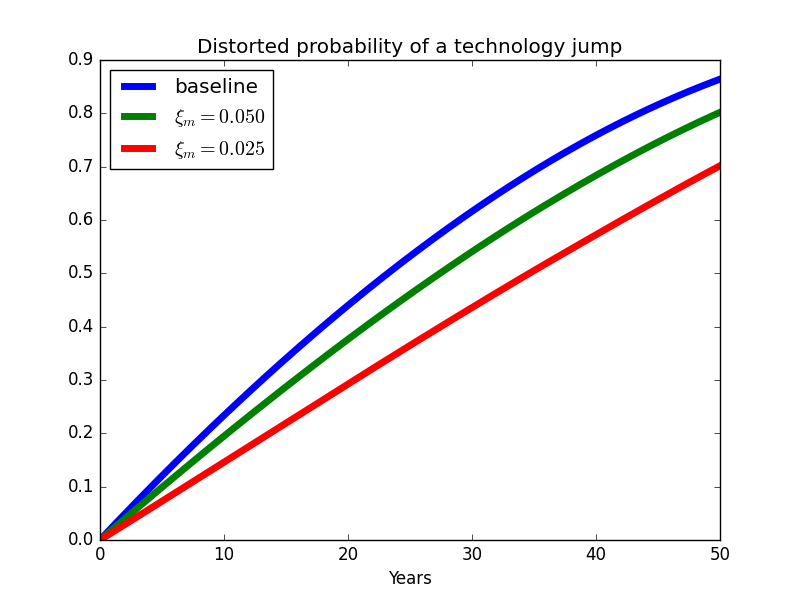 Distorted probability of a technology jump
baseline
ξₘ = 0.050
ξₘ = 0.025
0.9
0.8
0.7
0.6
0.5
0.4
0.3
0.2
0.1
0.0
0 10 20 30 40 50
Years